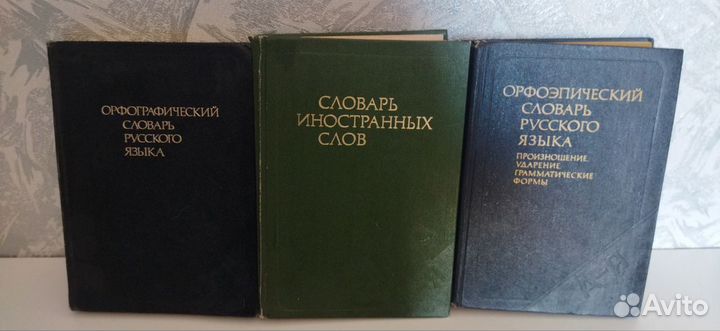 ОРФОГРАФИЧЕСКИЙ
СЛОВАРЬ
РУССКОГО
ЯЗЫКА
СЛОВАРЬ
ИНОСТРАННЫХ
СЛОВ
ОРФОЭПИЧЕСКИЙ
СЛОВАРЬ
РУССКОГО
ЯЗЫКА
ПРОИЗНОШЕНИЕ
УДАРЕНИЕ
ГРАММАТИЧЕСКИЕ
ФОРМЫ
А–Я
Avito